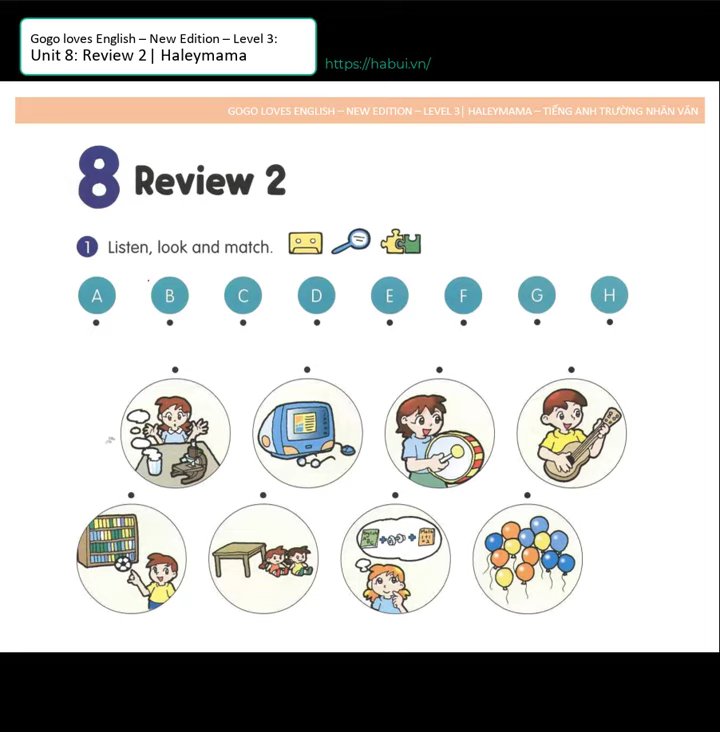 Gogo loves English – New Edition – Level 3:
Unit 8: Review 2| Haleymama
https://habui.vn/
GOGO LOVES ENGLISH – NEW EDITION – LEVEL 3| HALEYMAMA – TIẾNG ANH TRƯỜNG NHÂN VĂN
8 Review 2
1 Listen, look and match.
A B C D E F G H